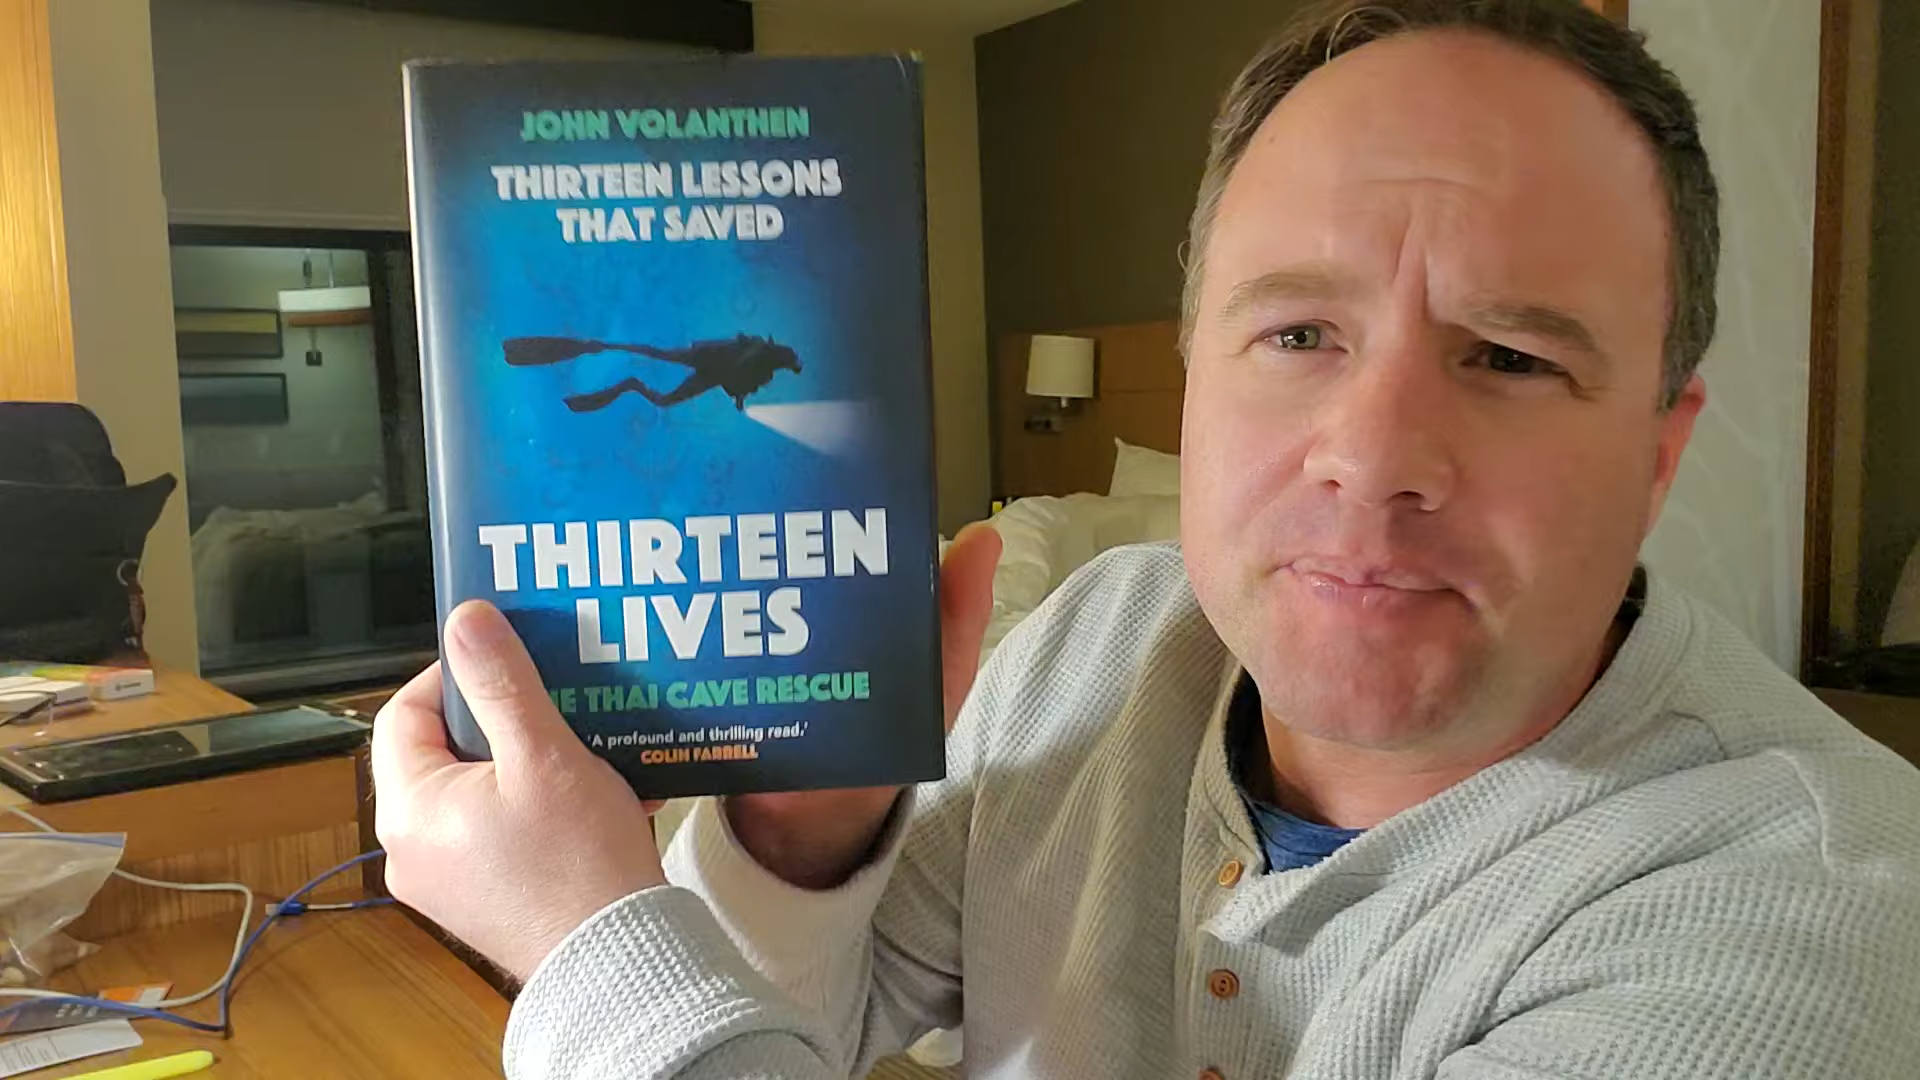 JOHN VOLANTHEN
THIRTEEN LESSONS
THAT SAVED
THIRTEEN
LIVES
THAI CAVE RESCUE
'A profound and thrilling read.'
COLIN FARRELL